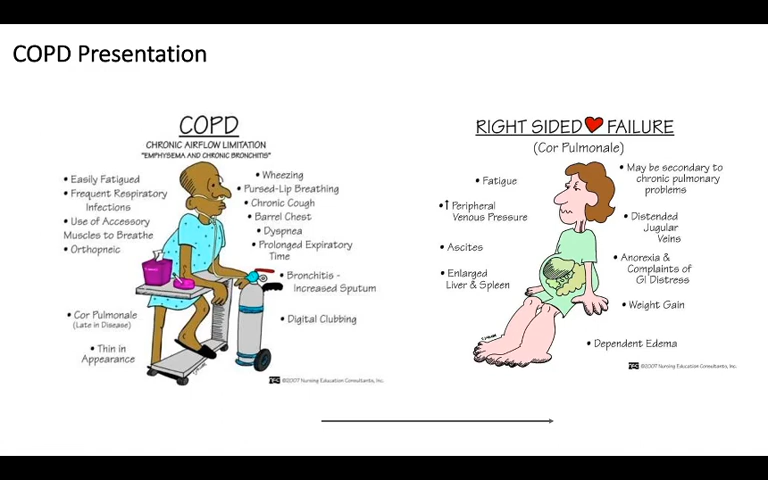 COPD Presentation
COPD
CHRONIC AIRFLOW LIMITATION
"EMPHYSEMA AND CHRONIC BRONCHITIS"
• Easily Fatigued
• Frequent Respiratory
Infections
• Use of Accessory
Muscles to Breathe
• Orthopneic
• Cor Pulmonale
(Late in Disease)
• Thin in
Appearance
• Wheezing
• Pursed-Lip Breathing
• Chronic Cough
• Barrel Chest
• Dyspnea
• Prolonged Expiratory
Time
• Bronchitis -
Increased Sputum
• Digital Clubbing
©2007 Nursing Education Consultants, Inc.
RIGHT SIDED FAILURE
(Cor Pulmonale)
• Fatigue
• ↑ Peripheral
Venous Pressure
• Ascites
• Enlarged
Liver & Spleen
• May be secondary to
chronic pulmonary
problems
• Distended
Jugular
Veins
• Anorexia &
Complaints of
GI Distress
• Weight Gain
• Dependent Edema
©2007 Nursing Education Consultants, Inc.